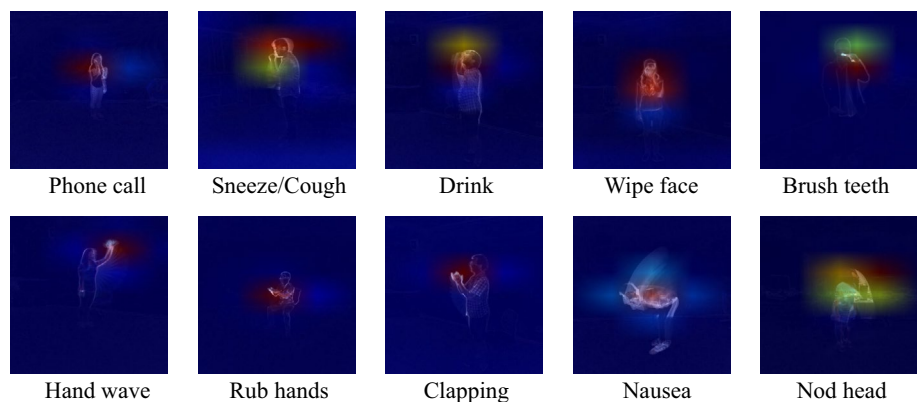 Phone call
Sneeze/Cough
Drink
Wipe face
Brush teeth
Hand wave
Rub hands
Clapping
Nausea
Nod head